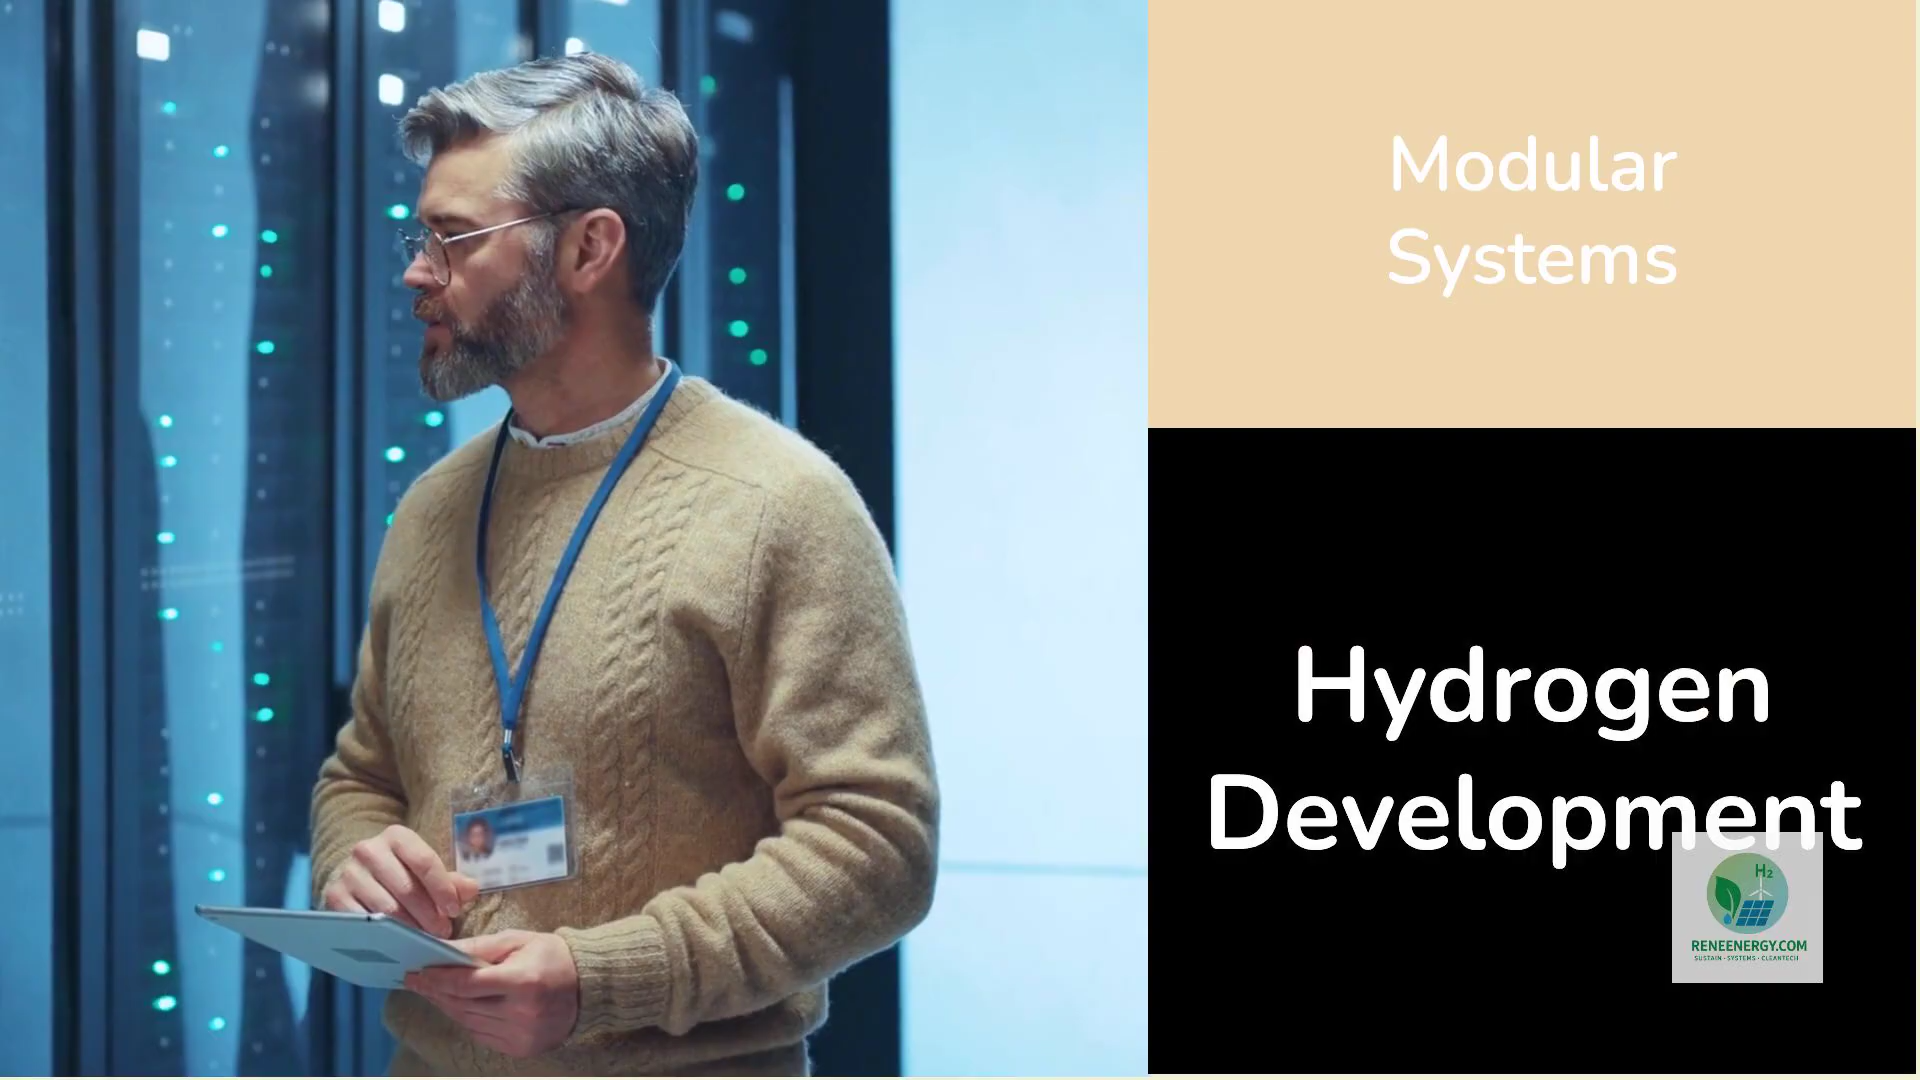 Modular
Systems
Hydrogen
Development
H₂
RENEENERGY.COM
SUSTAIN - SYSTEMS - CLEANTECH